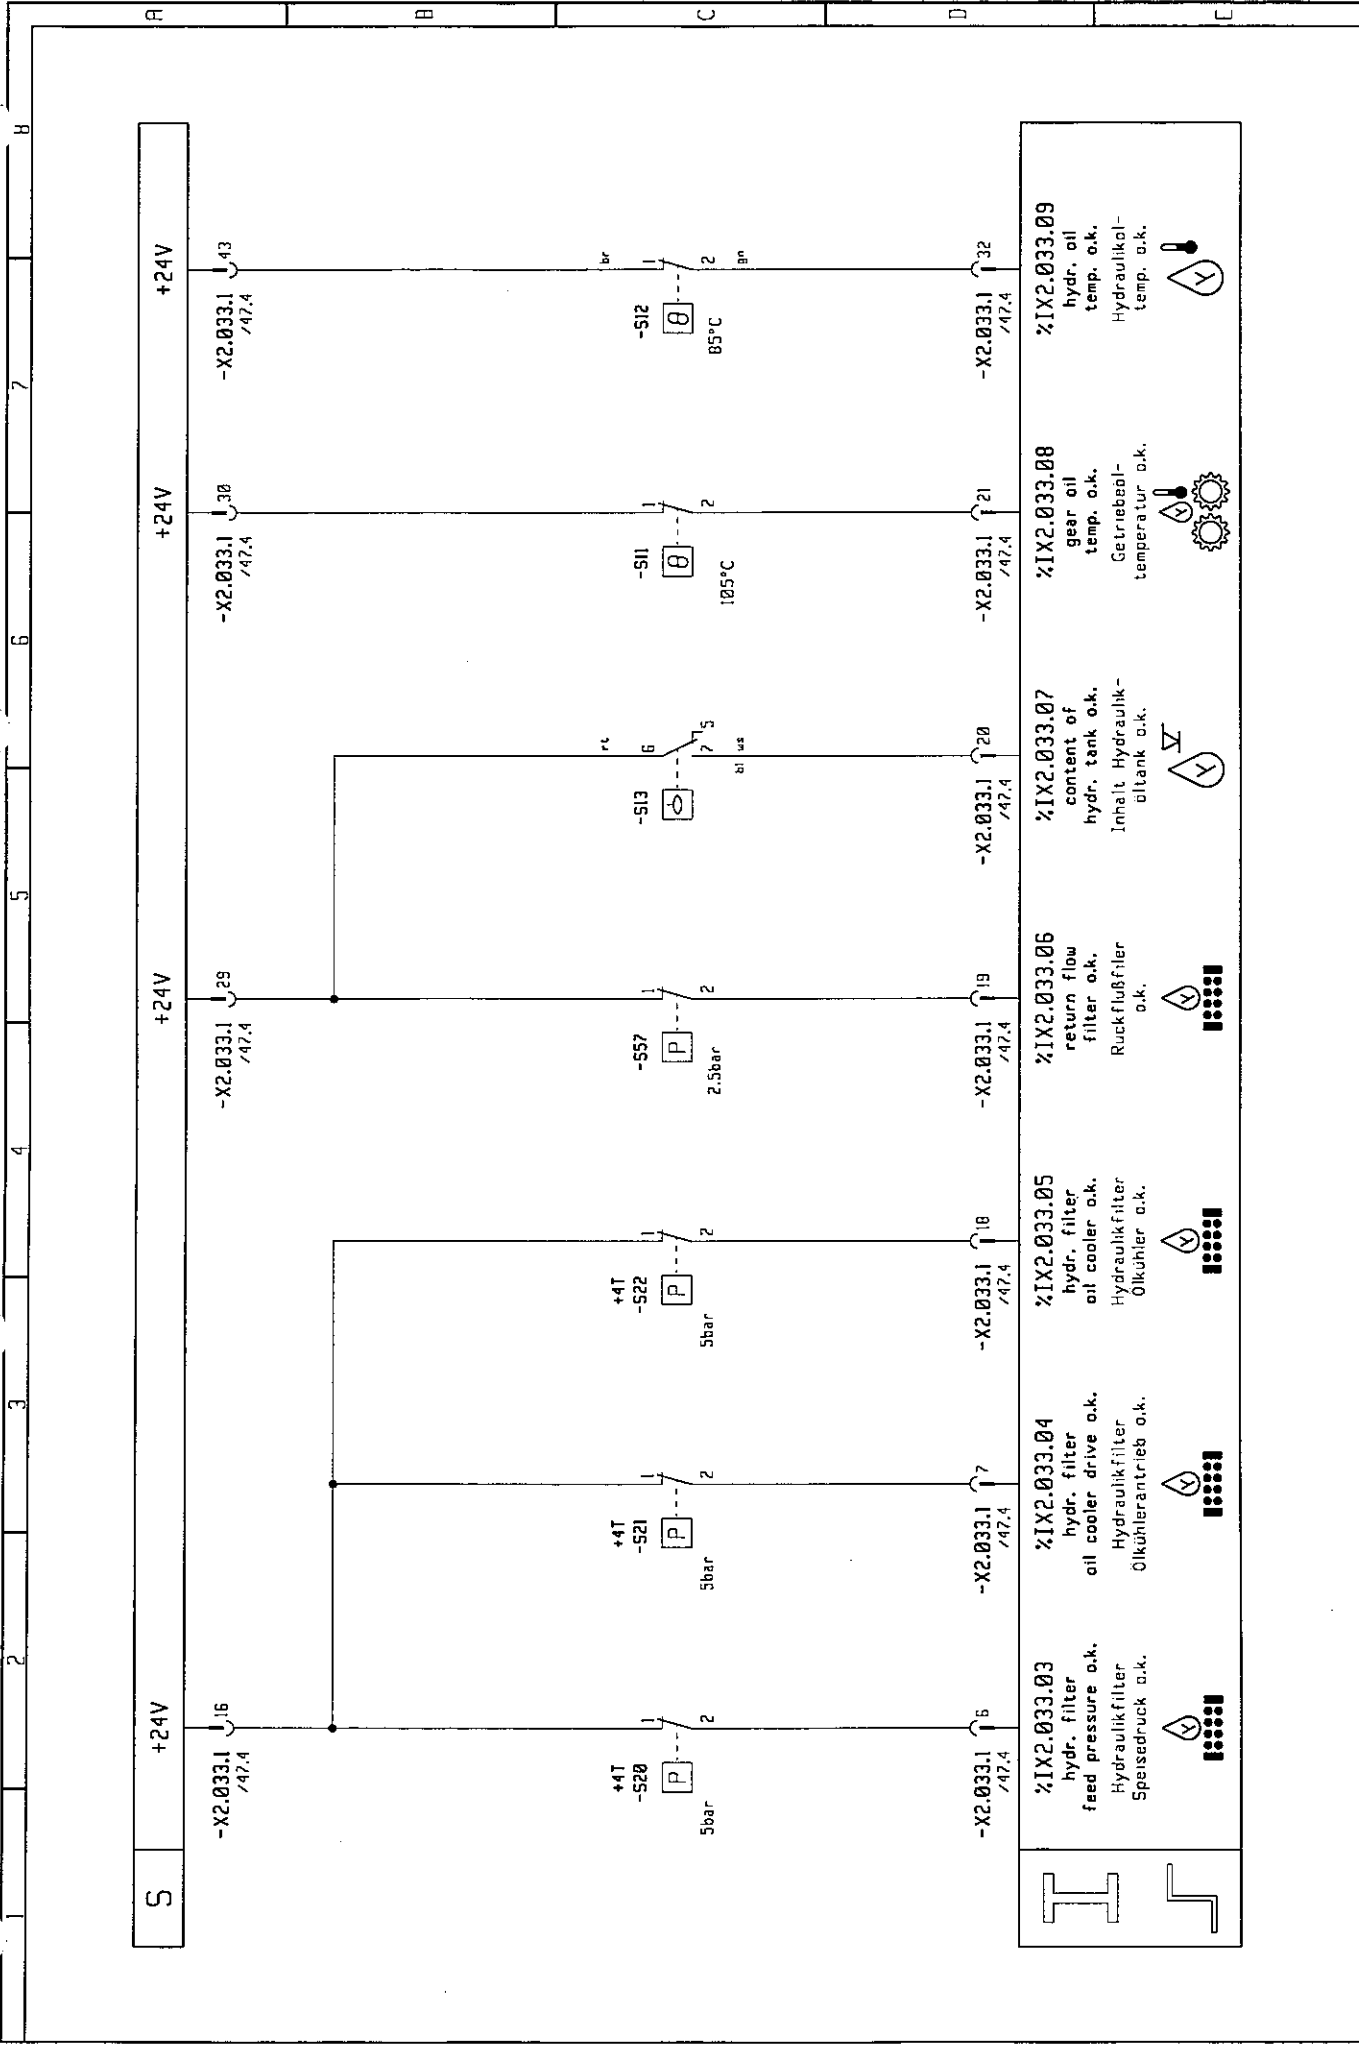 1
2
3
4
5
6
7
8
A
B
C
D
E
S
+24V
+24V
+24V
+24V
-X2.033.1
/47.4
16
-X2.033.1
/47.4
29
-X2.033.1
/47.4
30
-X2.033.1
/47.4
43
+4T
-S20
5bar
1
2
+4T
-S21
5bar
1
2
+4T
-S22
5bar
1
2
-S57
2.5bar
1
2
-S13
rt
6
7
5
bl
ws
-S11
105°C
1
2
-S12
85°C
br
1
2
gn
P
P
P
P
θ
θ
-X2.033.1
/47.4
6
-X2.033.1
/47.4
7
-X2.033.1
/47.4
18
-X2.033.1
/47.4
19
-X2.033.1
/47.4
20
-X2.033.1
/47.4
21
-X2.033.1
/47.4
32
I
%IX2.033.03
hydr. filter
feed pressure o.k.
Hydraulikfilter
Speisedruck o.k.
%IX2.033.04
hydr. filter
oil cooler drive o.k.
Hydraulikfilter
Ölkühlerantrieb o.k.
%IX2.033.05
hydr. filter
oil cooler o.k.
Hydraulikfilter
Ölkühler o.k.
%IX2.033.06
return flow
filter o.k.
Ruckflußfiler
o.k.
%IX2.033.07
content of
hydr. tank o.k.
Inhalt Hydraulik-
öltank o.k.
%IX2.033.08
gear oil
temp. o.k.
Getriebeöl-
temperatur o.k.
%IX2.033.09
hydr. oil
temp. o.k.
Hydrauliköl-
temp. o.k.